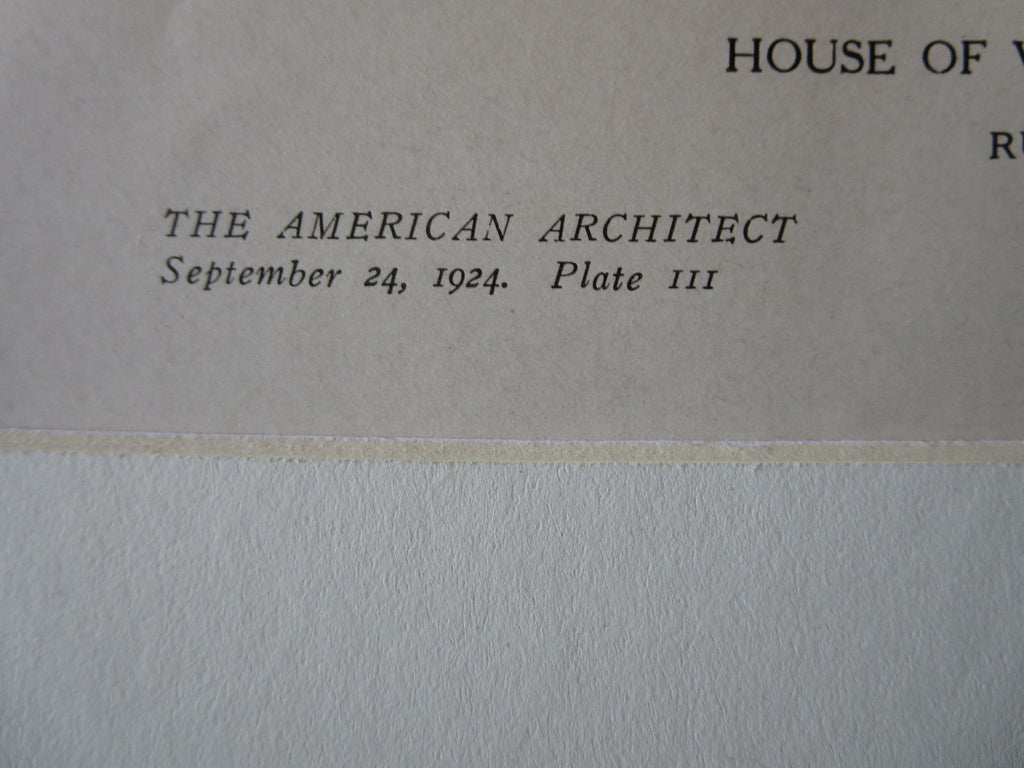 HOUSE OF
THE AMERICAN ARCHITECT
September 24, 1924. Plate III